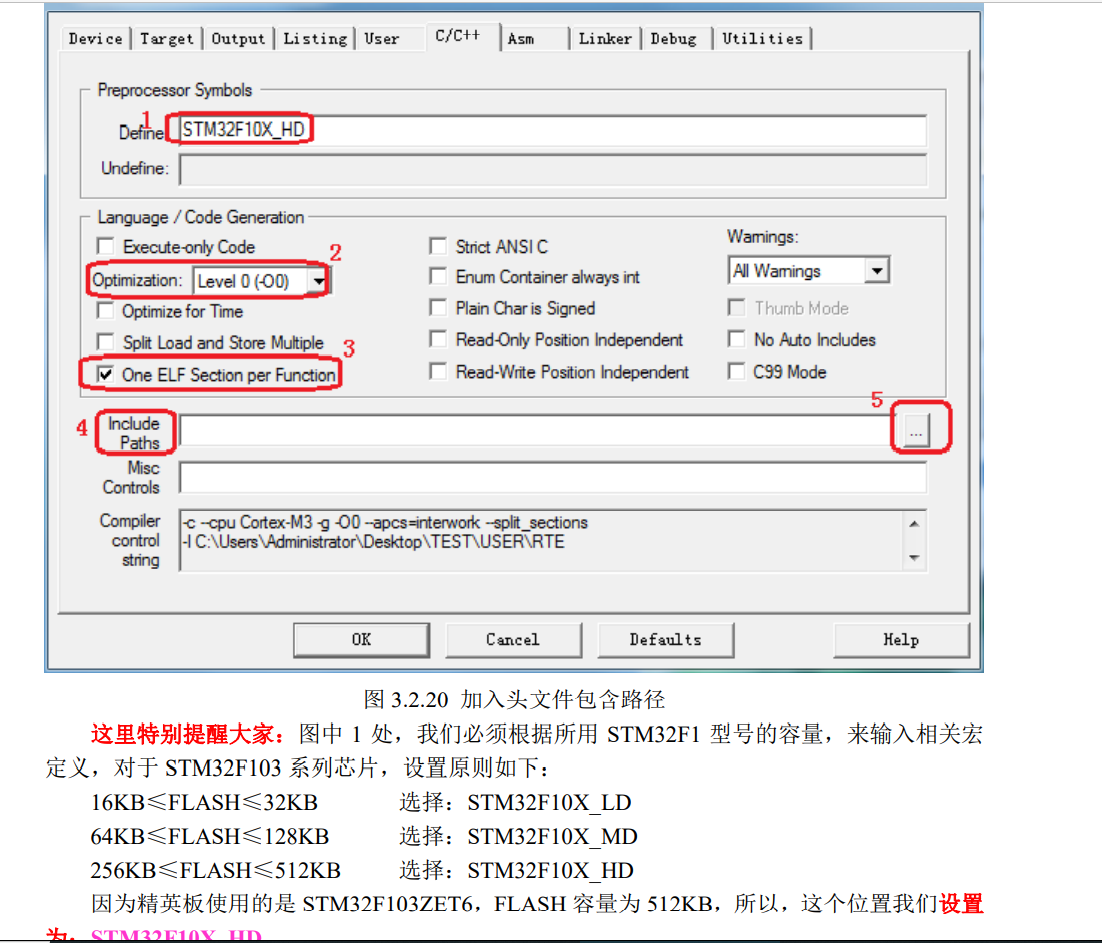 Device Target Output Listing User C/C++ Asm Linker Debug Utilities
Preprocessor Symbols
1
Define: STM32F10X_HD
Undefine:
Language / Code Generation
Execute-only Code
2
Optimization: Level 0 (-O0)
Optimize for Time
Split Load and Store Multiple
3
One ELF Section per Function
Strict ANSI C
Enum Container always int
Plain Char is Signed
Read-Only Position Independent
Read-Write Position Independent
Warnings:
All Warnings
Thumb Mode
No Auto Includes
C99 Mode
4
Include Paths
5
...
Misc Controls
Compiler control string
-c --cpu Cortex-M3 -g -O0 --apcs=interwork --split_sections
-I C:\Users\Administrator\Desktop\TEST\USER\RTE
OK Cancel Defaults Help
图 3.2.20 加入头文件包含路径
这里特别提醒大家：图中 1 处，我们必须根据所用 STM32F1 型号的容量，来输入相关宏
定义，对于 STM32F103 系列芯片，设置原则如下：
16KB≤FLASH≤32KB 选择：STM32F10X_LD
64KB≤FLASH≤128KB 选择：STM32F10X_MD
256KB≤FLASH≤512KB 选择：STM32F10X_HD
因为精英板使用的是 STM32F103ZET6，FLASH 容量为 512KB，所以，这个位置我们设置
为：STM32F10X_HD